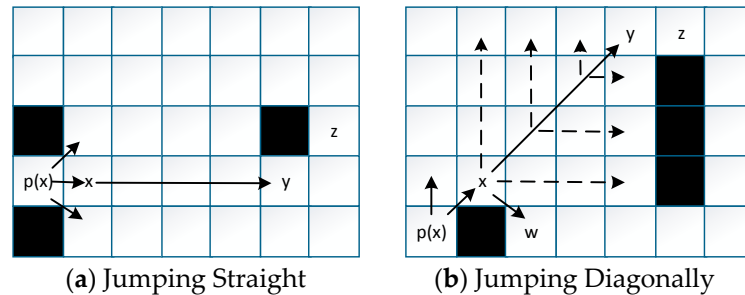 z
p(x) x y
(a) Jumping Straight
y z
x
p(x) w
(b) Jumping Diagonally